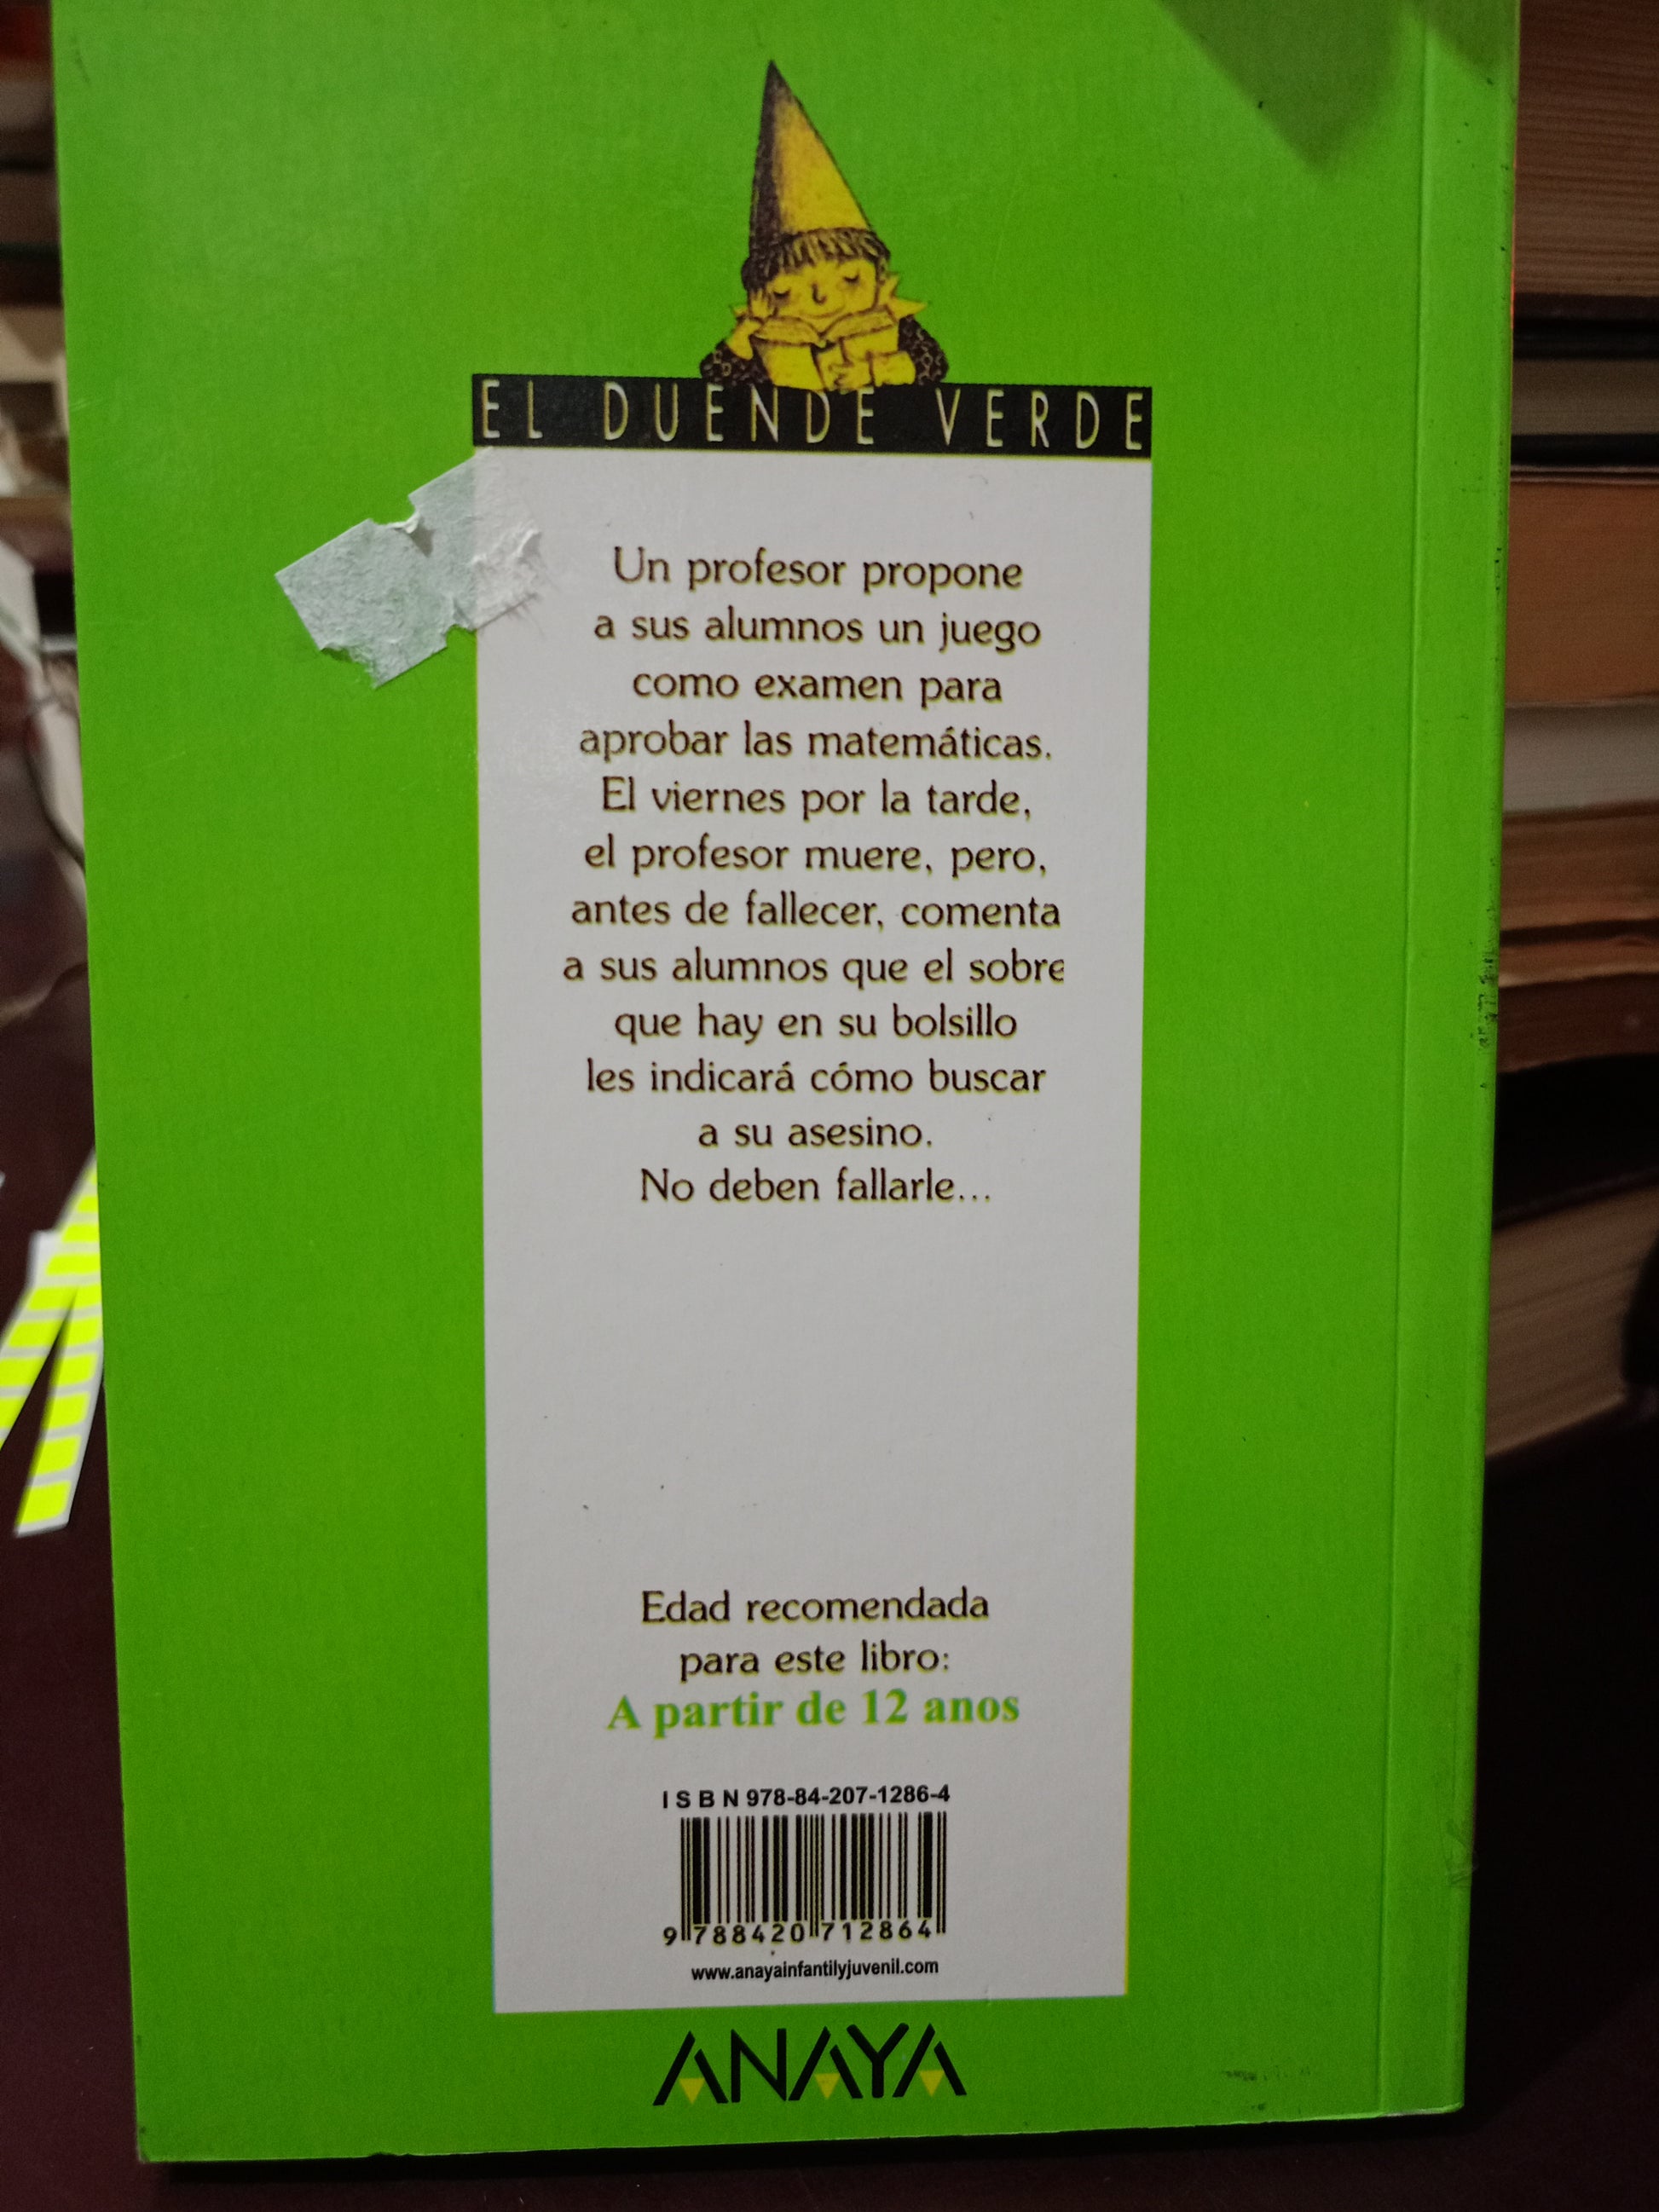 EL DUENDE VERDE
Un profesor propone
a sus alumnos un juego
como examen para
aprobar las matemáticas.
El viernes por la tarde,
el profesor muere, pero,
antes de fallecer, comenta
a sus alumnos que el sobre
que hay en su bolsillo
les indicará cómo buscar
a su asesino.
No deben fallarle...
Edad recomendada
para este libro:
A partir de 12 anos
ISBN 978-84-207-1286-4
9 788420 712864
www.anayainfantilyjuvenil.com
ANAYA